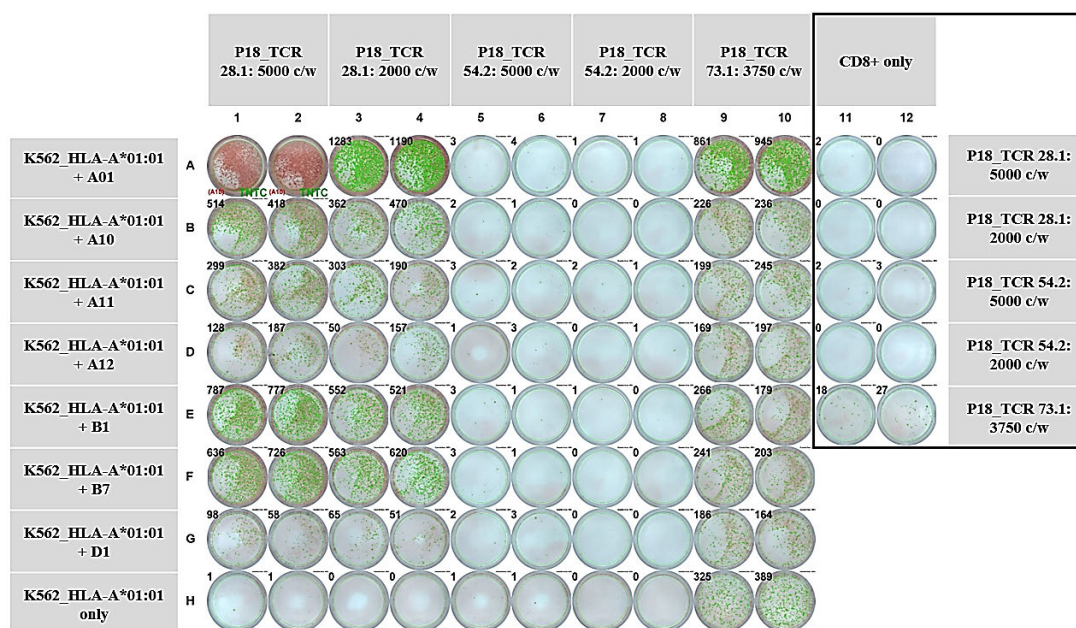 P18_TCR
28.1: 5000 c/w
P18_TCR
28.1: 2000 c/w
P18_TCR
54.2: 5000 c/w
P18_TCR
54.2: 2000 c/w
P18_TCR
73.1: 3750 c/w
CD8+ only
1 2 3 4 5 6 7 8 9 10 11 12
K562_HLA-A*01:01
+ A01
A
1283 1190 3 4 1 1 861 945 2 0
TNTC TNTC
P18_TCR 28.1:
5000 c/w
K562_HLA-A*01:01
+ A10
B
514 418 362 470 2 1 0 0 226 236 0 0
P18_TCR 28.1:
2000 c/w
K562_HLA-A*01:01
+ A11
C
299 382 303 190 3 2 2 1 199 245 2 3
P18_TCR 54.2:
5000 c/w
K562_HLA-A*01:01
+ A12
D
128 187 50 157 1 3 0 1 169 197 0 0
P18_TCR 54.2:
2000 c/w
K562_HLA-A*01:01
+ B1
E
787 777 552 521 3 1 1 0 266 179 18 27
P18_TCR 73.1:
3750 c/w
K562_HLA-A*01:01
+ B7
F
636 726 563 620 3 1 0 0 241 203
K562_HLA-A*01:01
+ D1
G
98 58 65 51 2 3 0 0 186 164
K562_HLA-A*01:01
only
H
1 1 0 0 1 1 0 0 325 389